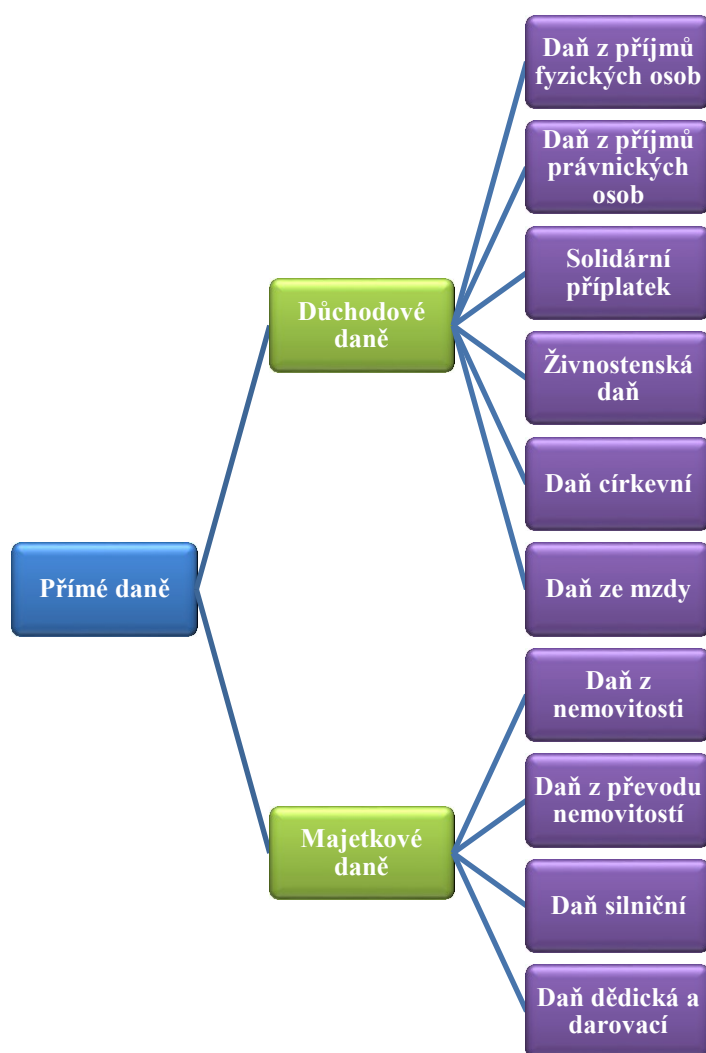 Daň z příjmů
fyzických osob
Daň z příjmů
právnických
osob
Solidární
příplatek
Důchodové
daně
Živnostenská
daň
Daň církevní
Přímé daně
Daň ze mzdy
Daň z
nemovitosti
Daň z převodu
nemovitostí
Majetkové
daně
Daň silniční
Daň dědická a
darovací